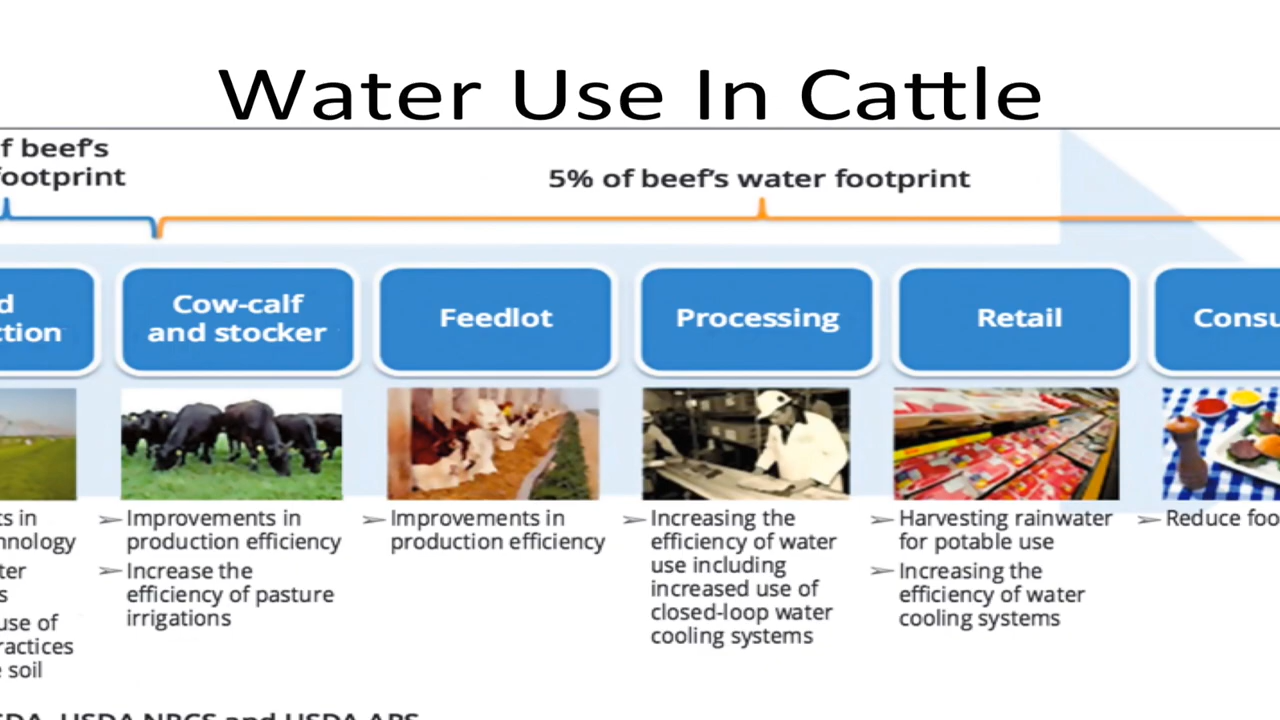 Water Use In Cattle
f beef's
footprint
5% of beef's water footprint
d
ction
Cow-calf
and stocker
Feedlot
Processing
Retail
Consu
ts in
hnology
ter
s
use of
ractices
e soil
➢ Improvements in
production efficiency
➢ Increase the
efficiency of pasture
irrigations
➢ Improvements in
production efficiency
➢ Increasing the
efficiency of water
use including
increased use of
closed-loop water
cooling systems
➢ Harvesting rainwater
for potable use
➢ Increasing the
efficiency of water
cooling systems
➢ Reduce foo
SDA, USDA NRCS and USDA ARS